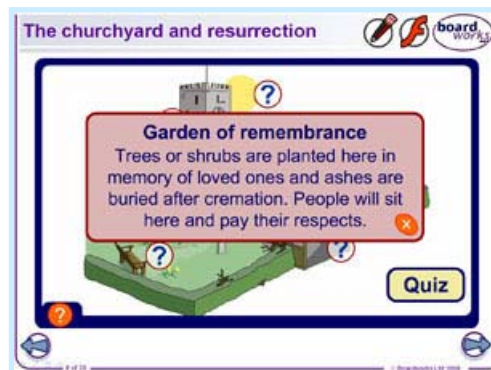 The churchyard and resurrection
board
works
?
Garden of remembrance
Trees or shrubs are planted here in
memory of loved ones and ashes are
buried after cremation. People will sit
here and pay their respects.
x
?
?
Quiz
?